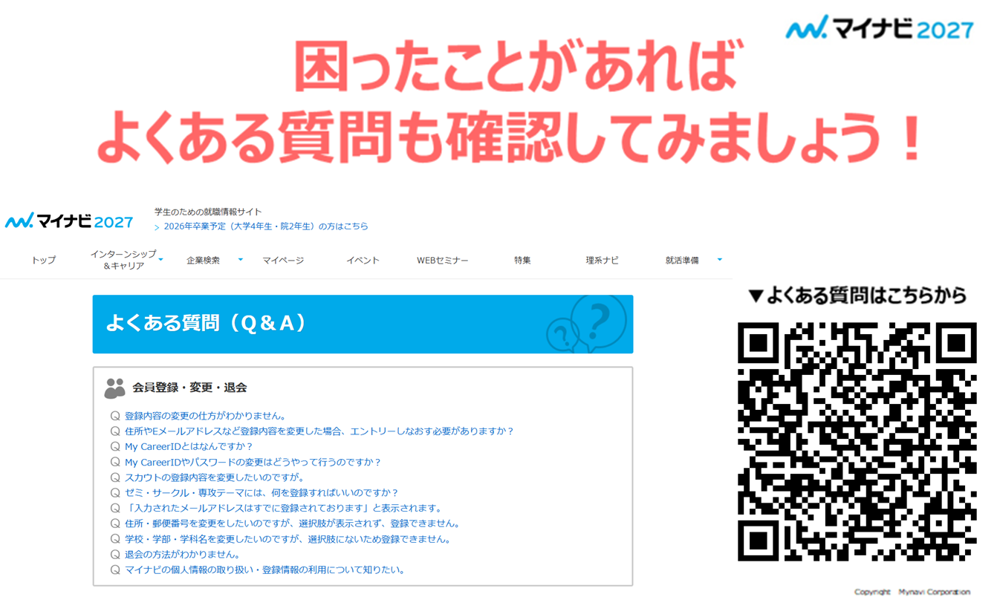 マイナビ2027
困ったことがあれば
よくある質問も確認してみましょう！
マイナビ2027
学生のための就職情報サイト
2026年卒業予定（大学4年生・院2年生）の方はこちら
トップ
インターンシップ
&キャリア
企業検索
マイページ
イベント
WEBセミナー
特集
理系ナビ
就活準備
よくある質問（Q＆A）
会員登録・変更・退会
Q 登録内容の変更の仕方がわかりません。
Q 住所やEメールアドレスなど登録内容を変更した場合、エントリーしなおす必要がありますか？
Q My CareerIDとはなんですか？
Q My CareerIDやパスワードの変更はどうやって行うのですか？
Q スカウトの登録内容を変更したいのですが。
Q ゼミ・サークル・専攻テーマには、何を登録すればいいのですか？
Q 「入力されたメールアドレスはすでに登録されております」と表示されます。
Q 住所・郵便番号を変更をしたいのですが、選択肢が表示されず、登録できません。
Q 学校・学部・学科名を変更したいのですが、選択肢にないため登録できません。
Q 退会の方法がわかりません。
Q マイナビの個人情報の取り扱い・登録情報の利用について知りたい。
▼よくある質問はこちらから
Copyright Mynavi Corporation